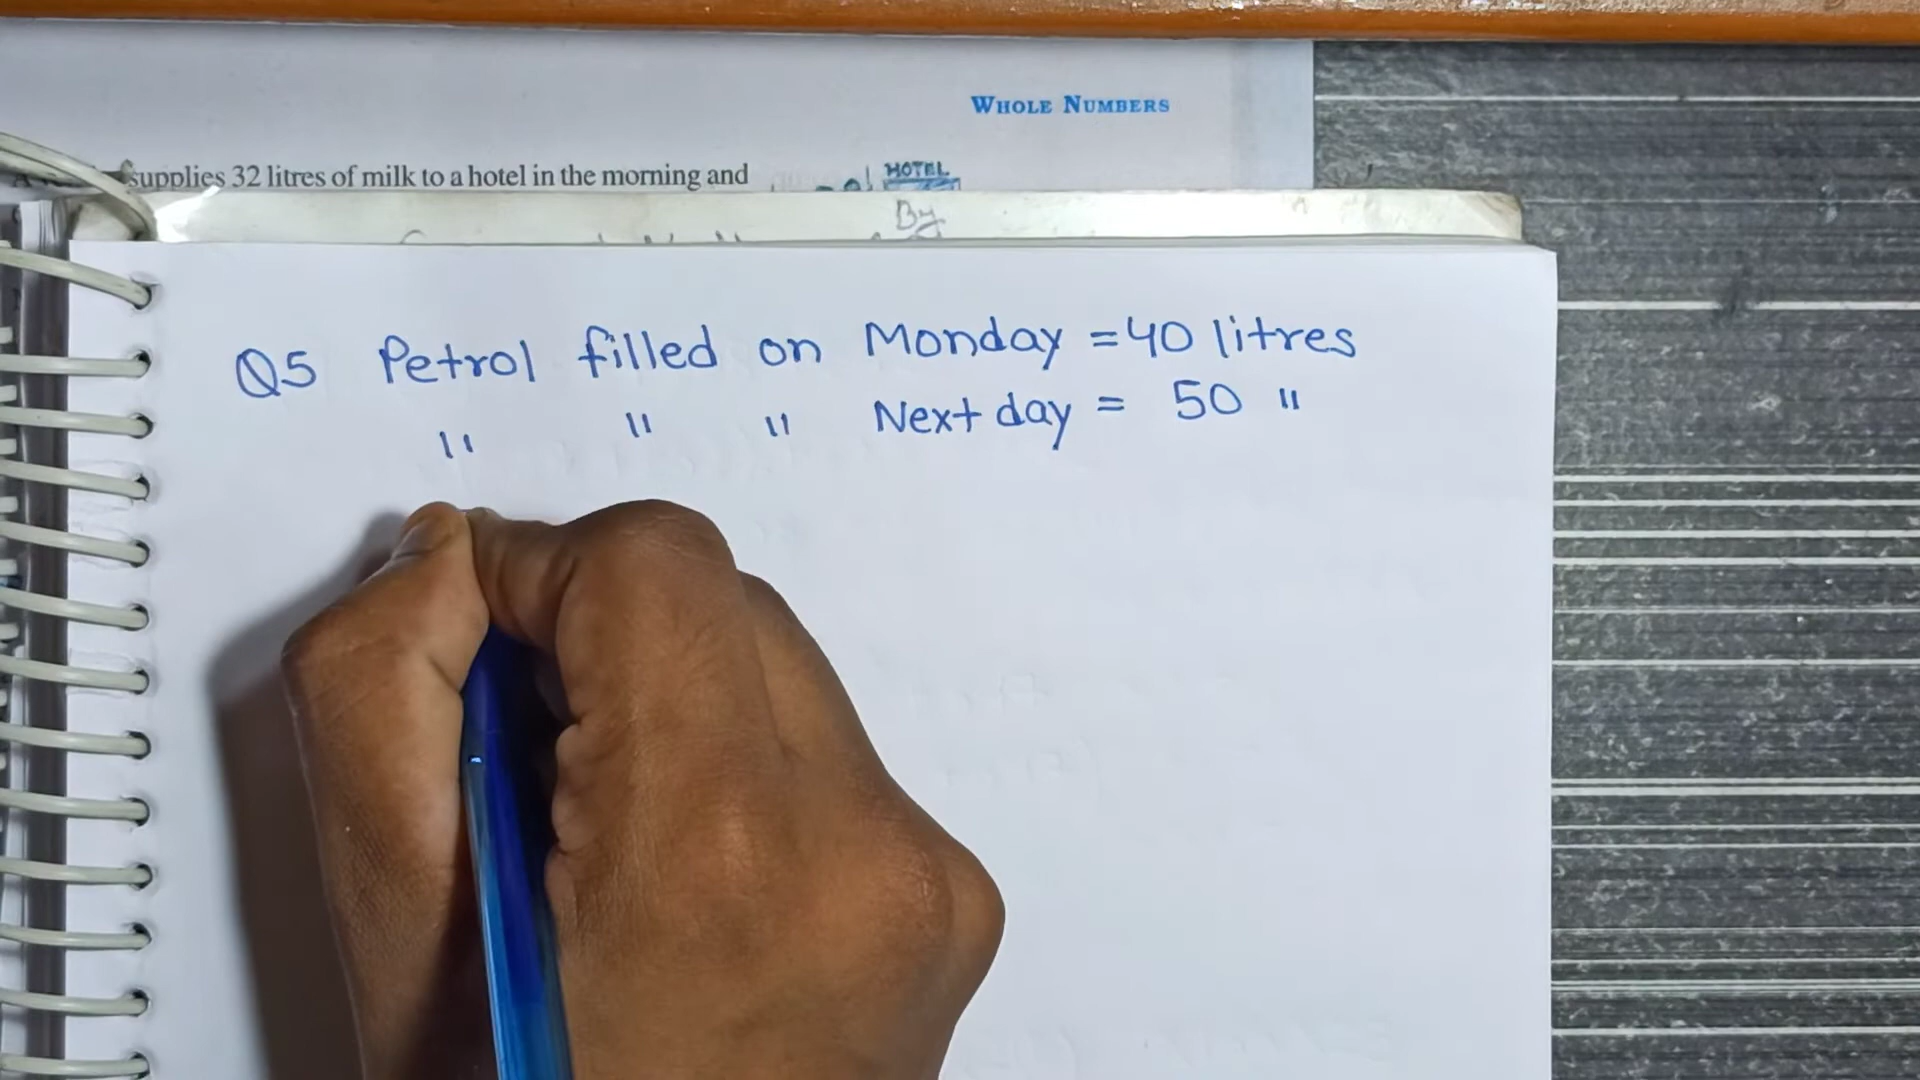 WHOLE NUMBERS
supplies 32 litres of milk to a hotel in the morning and
HOTEL
By
Q5 Petrol filled on Monday = 40 litres
" " " Next day = 50 "